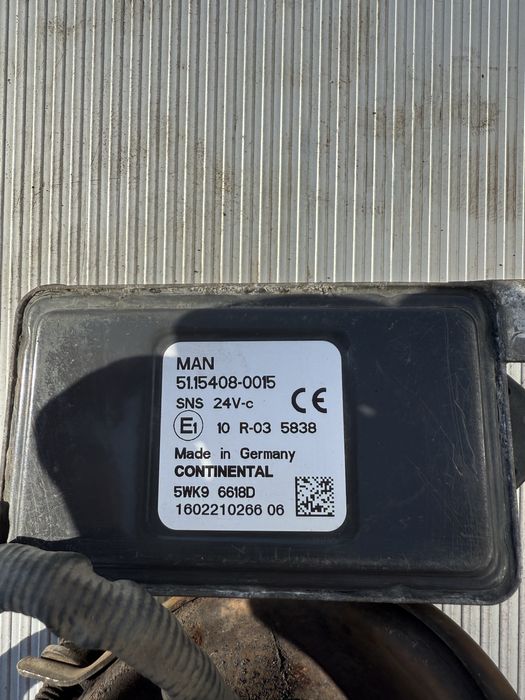 MAN
51.15408-0015
SNS 24V-c
CE
E1 10 R-03 5838
Made in Germany
CONTINENTAL
5WK9 6618D
1602210266 06